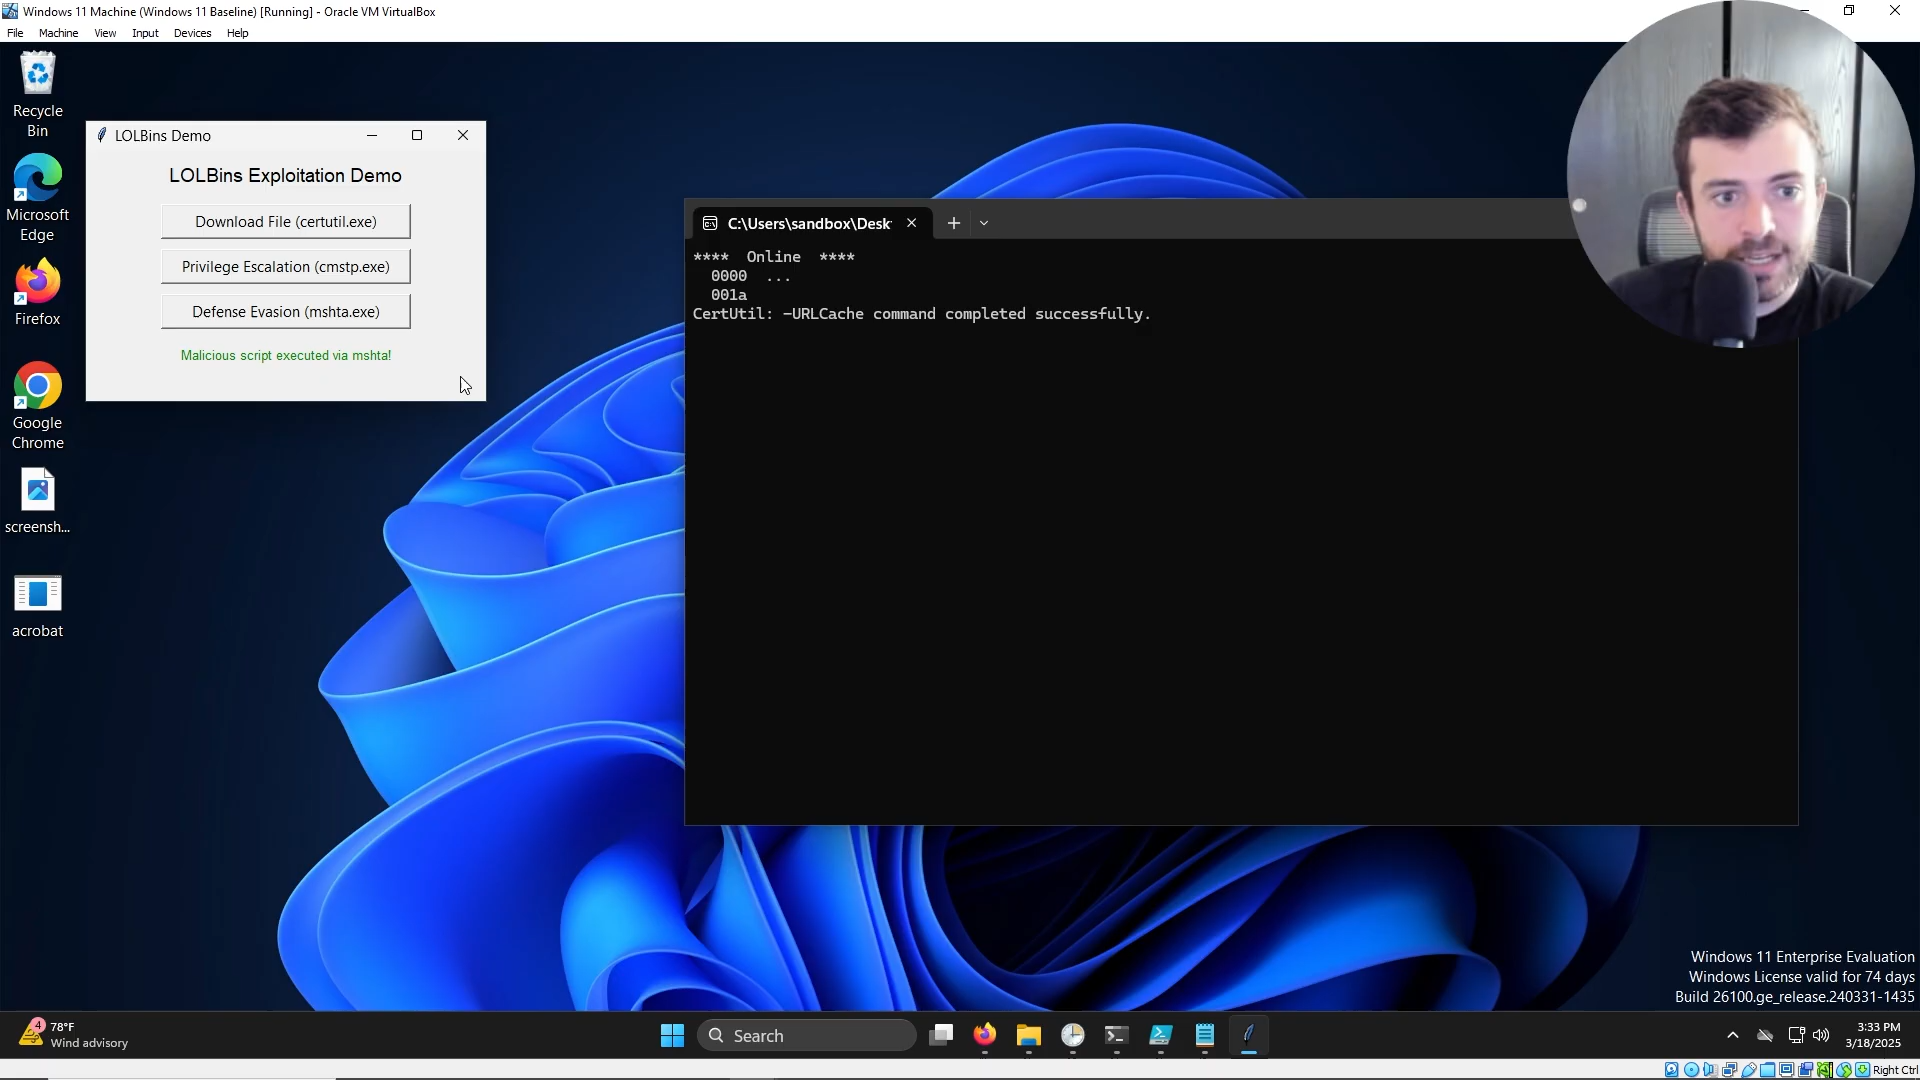 Windows 11 Machine (Windows 11 Baseline) [Running] - Oracle VM VirtualBox
File Machine View Input Devices Help
Recycle
Bin
Microsoft
Edge
Firefox
Google
Chrome
screensh...
acrobat
LOLBins Demo
LOLBins Exploitation Demo
Download File (certutil.exe)
Privilege Escalation (cmstp.exe)
Defense Evasion (mshta.exe)
Malicious script executed via mshta!
C:\Users\sandbox\Desk
**** Online ****
0000 ...
001a
CertUtil: -URLCache command completed successfully.
Windows 11 Enterprise Evaluation
Windows License valid for 74 days
Build 26100.ge_release.240331-1435
4
78°F
Wind advisory
Search
3:33 PM
3/18/2025
Right Ctrl